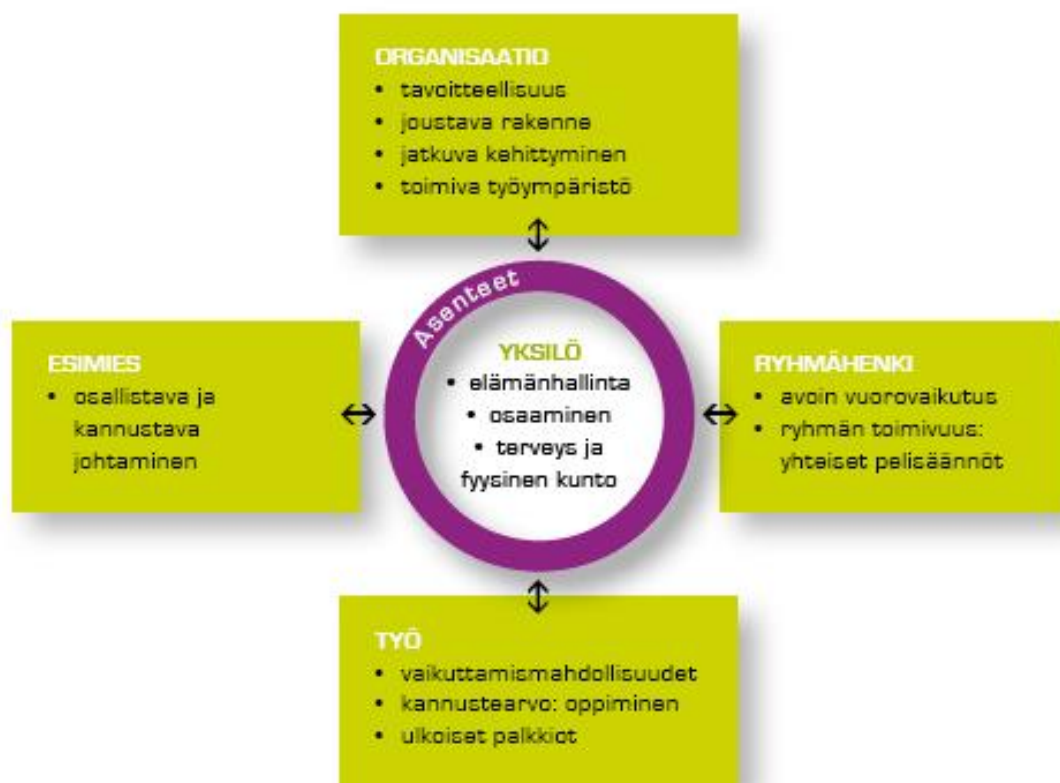 ORGANISAATIO
• tavoitteellisuus
• joustava rakenne
• jatkuva kehittyminen
• toimiva työympäristö
Asenteet
ESIMIES
• osallistava ja
kannustava
johtaminen
YKSILÖ
• elämänhallinta
• osaaminen
• terveys ja
fyysinen kunto
RYHMÄHENKI
• avoin vuorovaikutus
• ryhmän toimivuus:
yhteiset pelisäännöt
TYÖ
• vaikuttamismahdollisuudet
• kannustearvo: oppiminen
• ulkoiset palkkiot